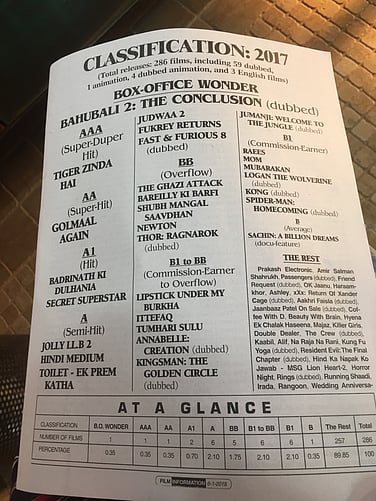 CLASSIFICATION: 2017
(Total releases: 286 films, including 59 dubbed,
1 animation, 4 dubbed animation, and 3 English films)
BOX-OFFICE WONDER
BAHUBALI 2: THE CONCLUSION (dubbed)
AAA
(Super-Duper
Hit)
TIGER ZINDA
HAI
AA
(Super-Hit)
GOLMAAL
AGAIN
A1
(Hit)
BADRINATH KI
DULHANIA
SECRET SUPERSTAR
A
(Semi-Hit)
JOLLY LL.B 2
HINDI MEDIUM
TOILET - EK PREM
KATHA
JUDWAA 2
FUKREY RETURNS
FAST & FURIOUS 8
(dubbed)
BB
(Overflow)
THE GHAZI ATTACK
BAREILLY KI BARFI
SHUBH MANGAL
SAAVDHAN
NEWTON
THOR: RAGNAROK
(dubbed)
B1 to BB
(Commission-Earner
to Overflow)
LIPSTICK UNDER MY
BURKHA
ITTEFAQ
TUMHARI SULU
ANNABELLE:
CREATION (dubbed)
KINGSMAN: THE
GOLDEN CIRCLE
(dubbed)
JUMANJI: WELCOME TO
THE JUNGLE (dubbed)
B1
(Commission-Earner)
RAEES
MOM
MUBARAKAN
LOGAN THE WOLVERINE
(dubbed)
KONG (dubbed)
SPIDER-MAN:
HOMECOMING (dubbed)
B
(Average)
SACHIN: A BILLION DREAMS
(docu-feature)
THE REST
Prakash Electronic, Amir Salman
Shahrukh, Passengers (dubbed), Friend
Request (dubbed), OK Jaanu, Haraam-
khor, Ashley, xXx: Return Of Xander
Cage (dubbed), Aakhri Faisla (dubbed),
Jaanbaaz Patel On Sale (dubbed), Cof-
fee With D, Beauty With Brain, Hyena
Ek Chalak Haseena, Majaz, Killer Girls,
Double Dealer, The Crew (dubbed),
Kaabil, Alif, Na Raja Na Rani, Kung Fu
Yoga (dubbed), Resident Evil: The Final
Chapter (dubbed), Hind Ka Napak Ko
Jawab - MSG Lion Heart-2, Horror
Night, Rings (dubbed), Running Shaadi,
Irada, Rangoon, Wedding Anniversa-
AT A GLANCE
CLASSIFICATION B.O. WONDER AAA AA A1 A BB B1 to BB B1 B The Rest Total
NUMBER OF FILMS 1 1 1 2 6 5 6 6 1 257 286
PERCENTAGE 0.35 0.35 0.35 0.70 2.10 1.75 2.10 2.10 0.35 89.85 100
FILM INFORMATION 6-1-2018